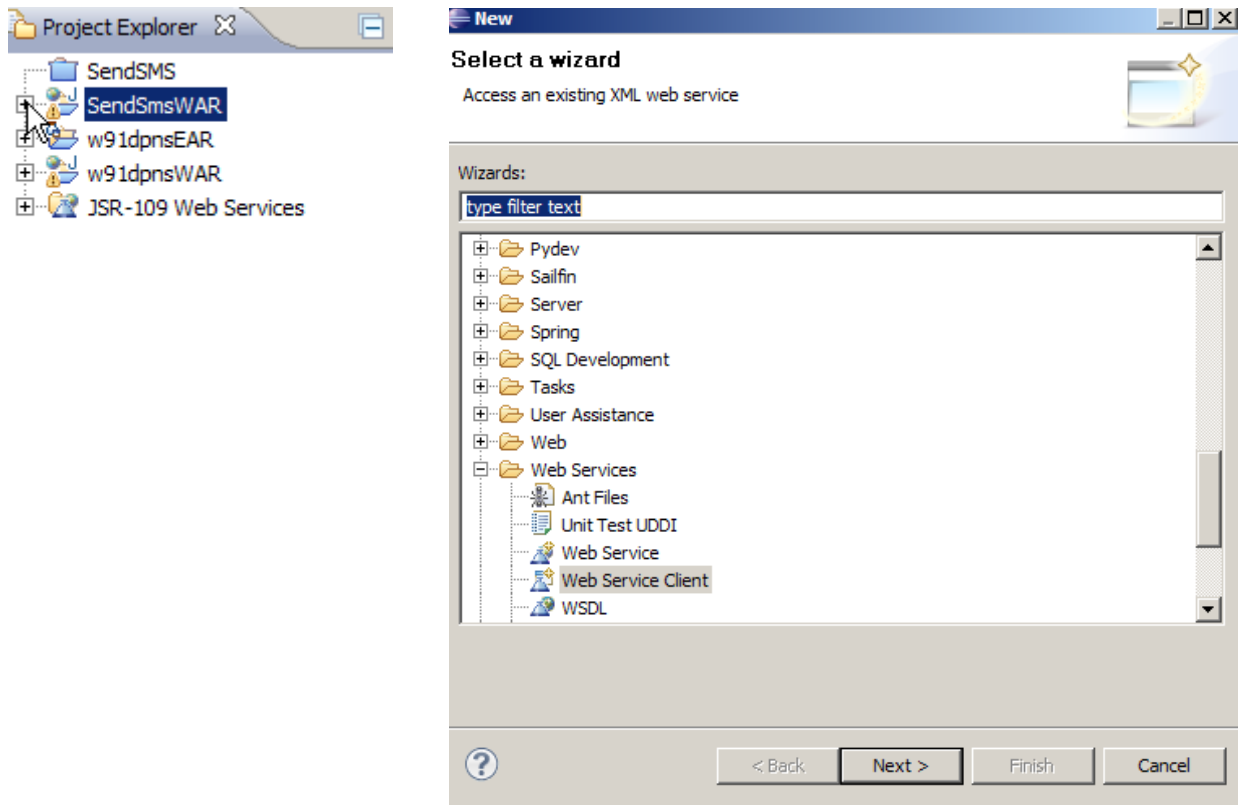 Project Explorer
SendSMS
SendSmsWAR
w91dpnsEAR
w91dpnsWAR
JSR-109 Web Services
New
Select a wizard
Access an existing XML web service
Wizards:
type filter text
Pydev
Sailfin
Server
Spring
SQL Development
Tasks
User Assistance
Web
Web Services
Ant Files
Unit Test UDDI
Web Service
Web Service Client
WSDL
< Back
Next >
Finish
Cancel